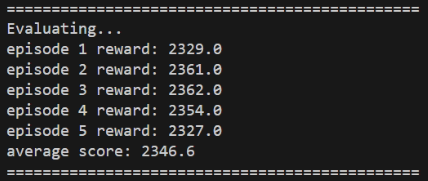 ==============================================
Evaluating...
episode 1 reward: 2329.0
episode 2 reward: 2361.0
episode 3 reward: 2362.0
episode 4 reward: 2354.0
episode 5 reward: 2327.0
average score: 2346.6
==============================================